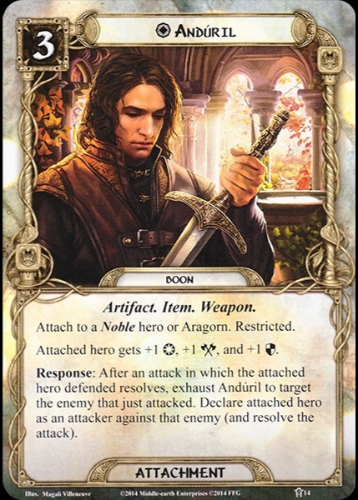 3
ANDÚRIL
BOON
Artifact. Item. Weapon.
Attach to a Noble hero or Aragorn. Restricted.
Attached hero gets +1 , +1 , and +1 .
Response: After an attack in which the attached
hero defended resolves, exhaust Andúril to target
the enemy that just attacked. Declare attached hero
as an attacker against that enemy (and resolve the
attack).
Illus. Magali Villeneuve
©2014 Middle-earth Enterprises ©2014 FFG
14
ATTACHMENT